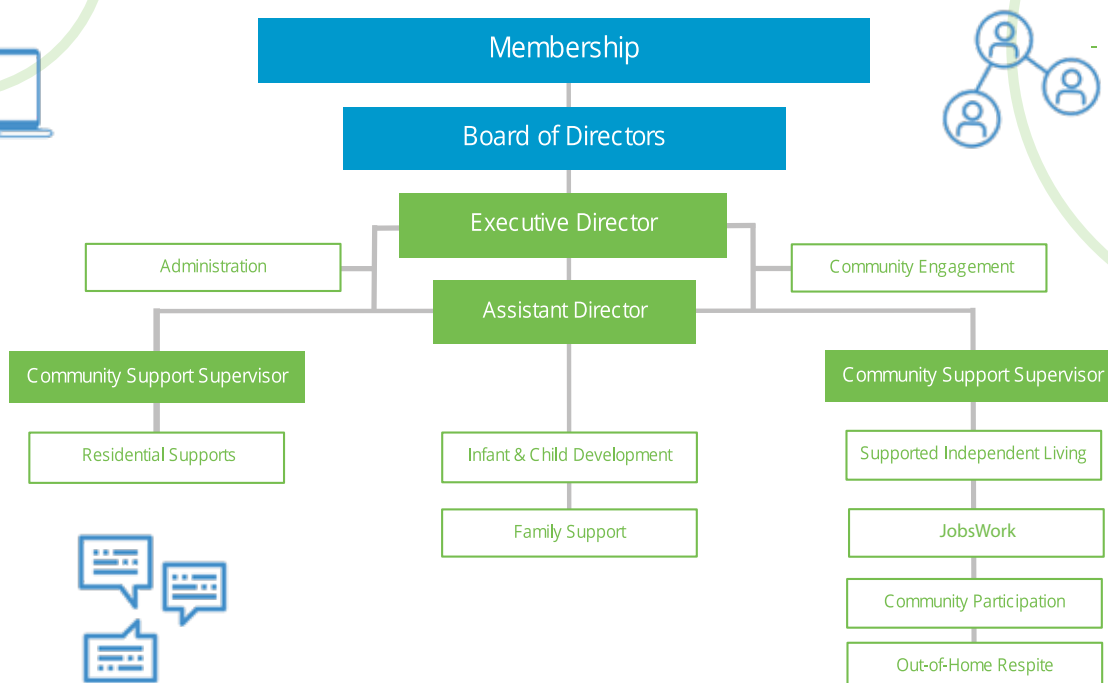 Membership
Board of Directors
Executive Director
Administration
Community Engagement
Assistant Director
Community Support Supervisor
Community Support Supervisor
Residential Supports
Infant & Child Development
Supported Independent Living
Family Support
JobsWork
Community Participation
Out-of-Home Respite